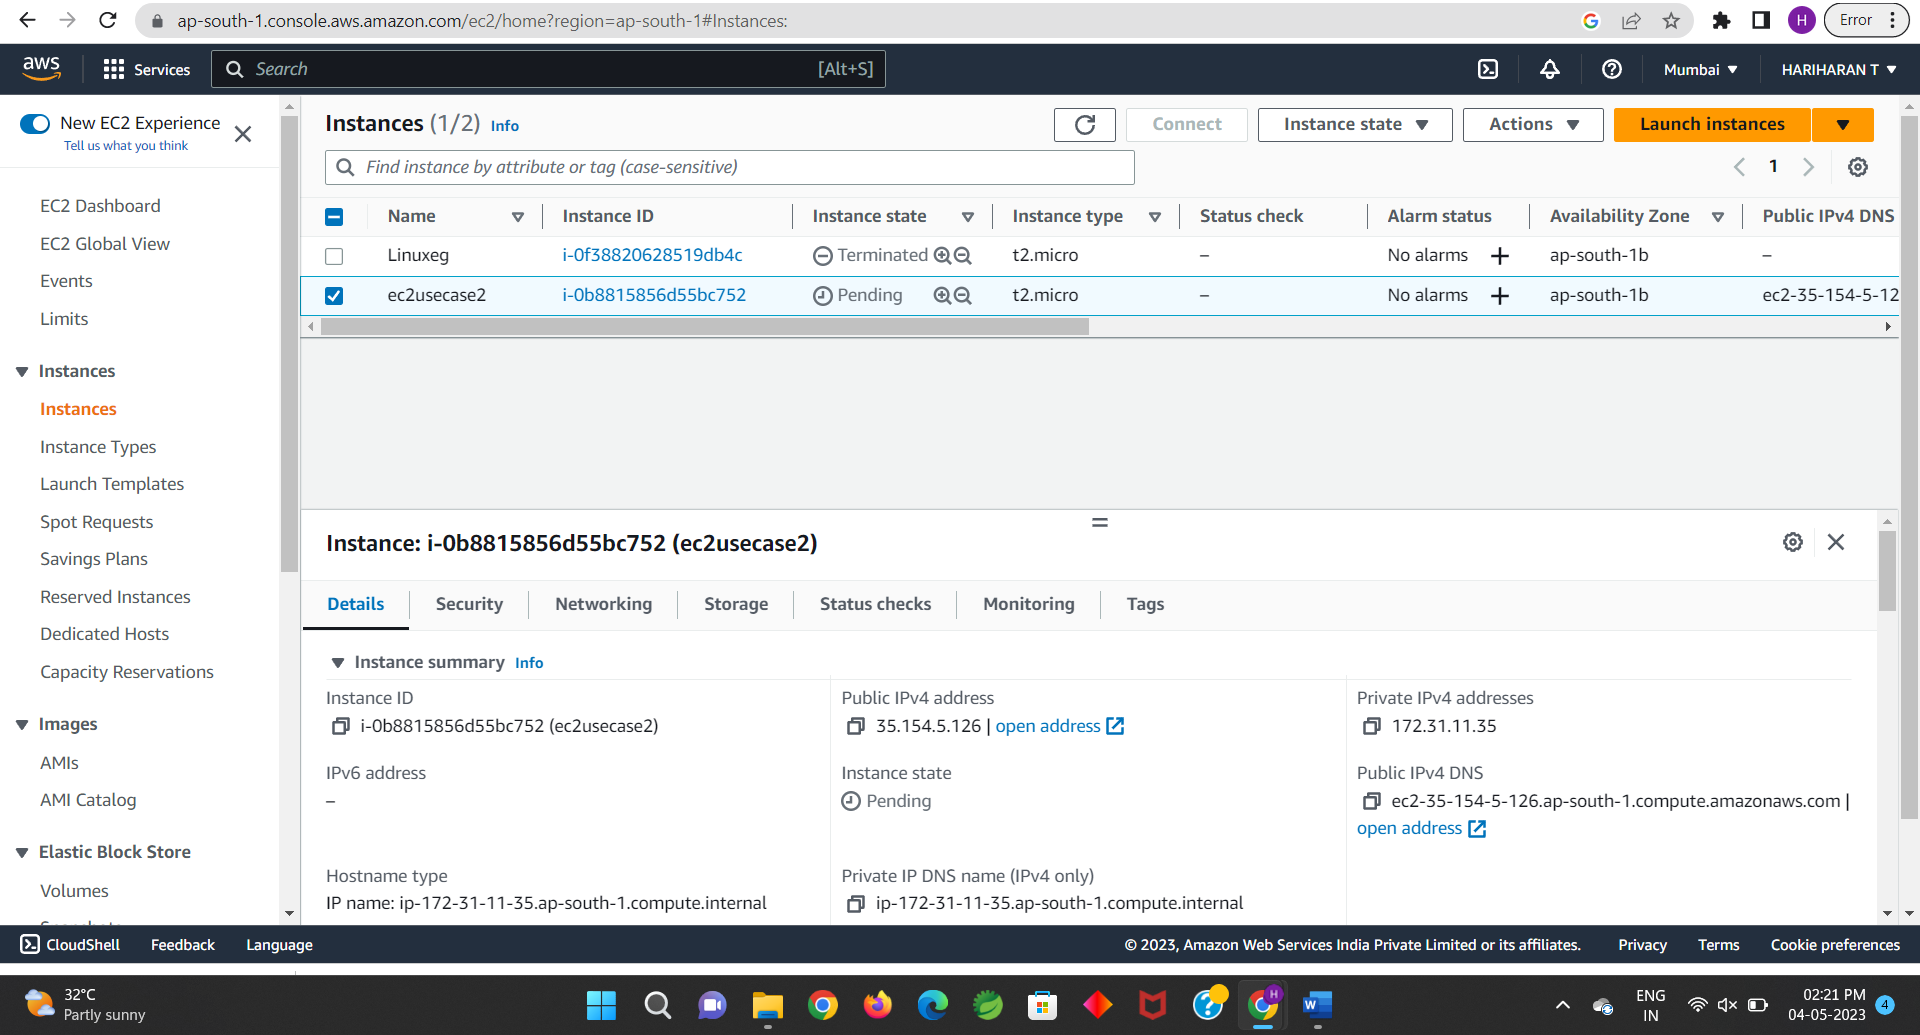 ap-south-1.console.aws.amazon.com/ec2/home?region=ap-south-1#Instances:
H
Error
aws
Services
Search
[Alt+S]
Mumbai
HARIHARAN T
New EC2 Experience
Tell us what you think
EC2 Dashboard
EC2 Global View
Events
Limits
Instances
Instances
Instance Types
Launch Templates
Spot Requests
Savings Plans
Reserved Instances
Dedicated Hosts
Capacity Reservations
Images
AMIs
AMI Catalog
Elastic Block Store
Volumes
Instances (1/2) Info
Connect
Instance state
Actions
Launch instances
Find instance by attribute or tag (case-sensitive)
1
Name Instance ID Instance state Instance type Status check Alarm status Availability Zone Public IPv4 DNS
Linuxeg i-0f38820628519db4c Terminated t2.micro – No alarms + ap-south-1b –
ec2usecase2 i-0b8815856d55bc752 Pending t2.micro – No alarms + ap-south-1b ec2-35-154-5-12
Instance: i-0b8815856d55bc752 (ec2usecase2)
Details Security Networking Storage Status checks Monitoring Tags
Instance summary Info
Instance ID
i-0b8815856d55bc752 (ec2usecase2)
Public IPv4 address
35.154.5.126 | open address
Private IPv4 addresses
172.31.11.35
IPv6 address
–
Instance state
Pending
Public IPv4 DNS
ec2-35-154-5-126.ap-south-1.compute.amazonaws.com |
open address
Hostname type
IP name: ip-172-31-11-35.ap-south-1.compute.internal
Private IP DNS name (IPv4 only)
ip-172-31-11-35.ap-south-1.compute.internal
CloudShell Feedback Language
© 2023, Amazon Web Services India Private Limited or its affiliates. Privacy Terms Cookie preferences
32°C
Partly sunny
H
W
ENG
IN
02:21 PM
04-05-2023
4